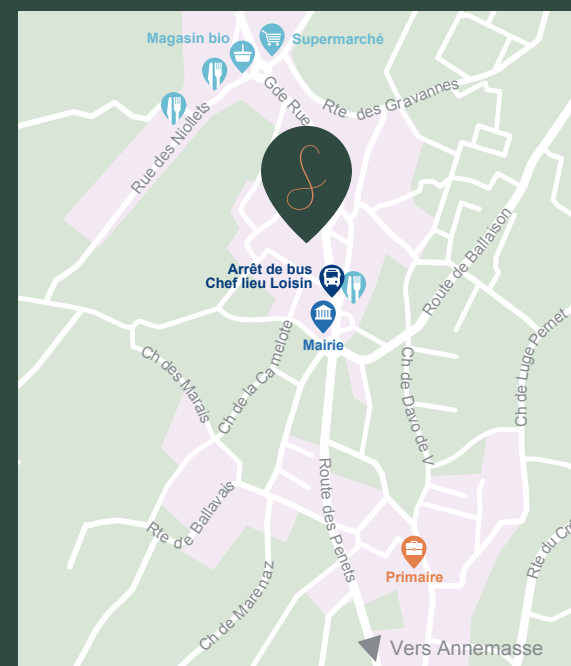 Magasin bio
Supermarché
Gde Rue
Rte des Gravannes
Rue des Niollets
S
Route de Ballaison
Arrêt de bus
Chef lieu Loisin
Mairie
Ch des Marais
Ch de la Ca melote
Ch de Davo de V
Ch de Luge Pernet
Rte d e Ballavais
Route des Penets
Rte du Cr
Primaire
Ch de Marenaz
Vers Annemasse